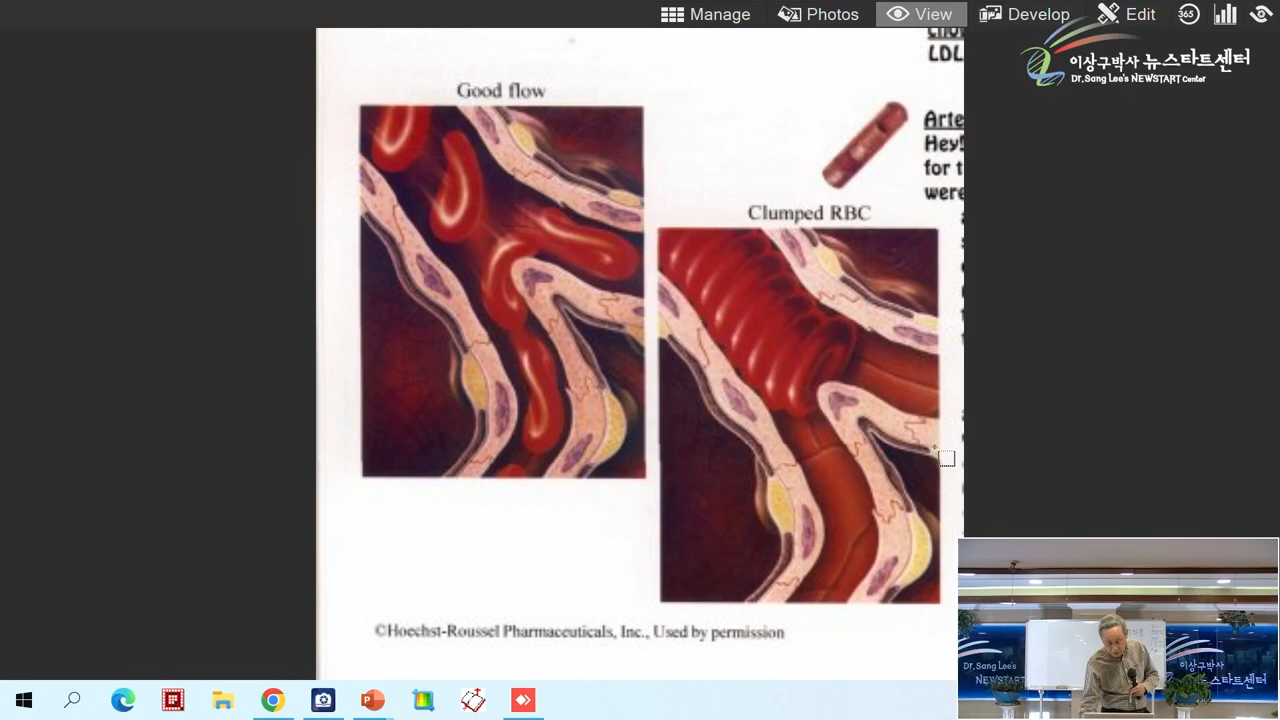 Manage
Photos
View
Develop
Edit
365
LDL
이상구박사 뉴스타트센터
Dr.Sang Lee's NEWSTART Center
Good flow
Arte
Hey
for t
were
Clumped RBC
©Hoechst-Roussel Pharmaceuticals, Inc., Used by permission
Dr.Sang Lee's
NEWSTART
이상구박사
뉴스타트센터